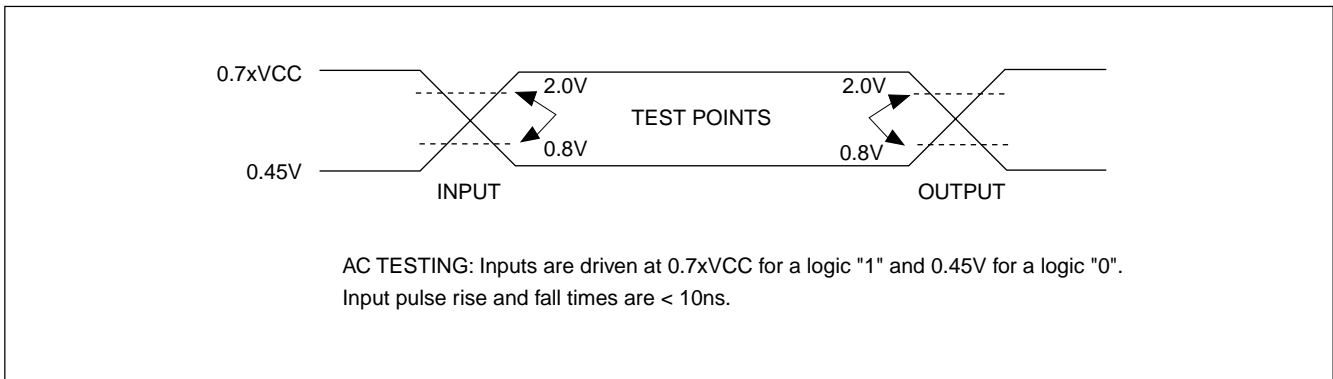 0.7xVCC
2.0V
2.0V
TEST POINTS
0.8V
0.8V
0.45V
INPUT
OUTPUT
AC TESTING: Inputs are driven at 0.7xVCC for a logic "1" and 0.45V for a logic "0".
Input pulse rise and fall times are < 10ns.